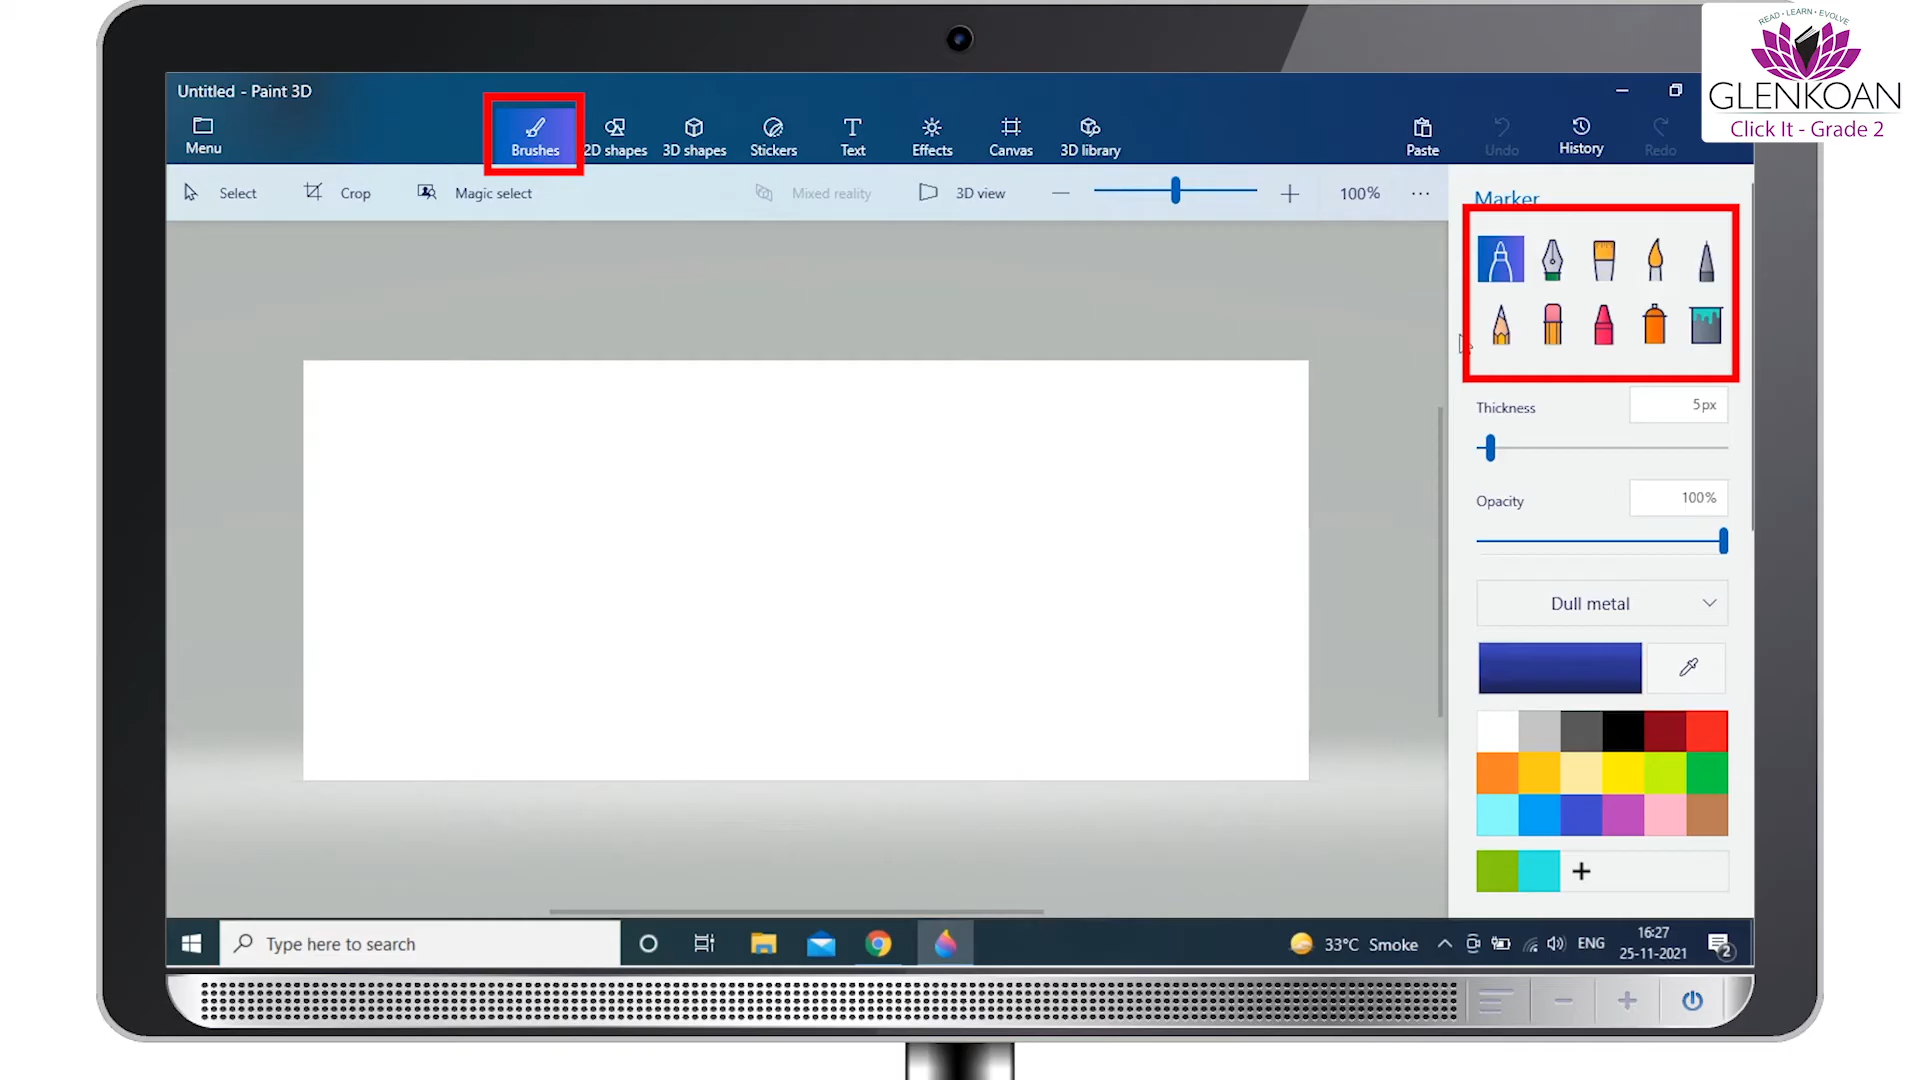 READ • LEARN • EVOLVE
GLENKOAN
Click It - Grade 2
Untitled - Paint 3D
Menu
Brushes
2D shapes
3D shapes
Stickers
Text
Effects
Canvas
3D library
Paste
Undo
History
Redo
Select
Crop
Magic select
Mixed reality
3D view
100%
Marker
Thickness
5px
Opacity
100%
Dull metal
Type here to search
33°C Smoke
ENG
16:27
25-11-2021
2